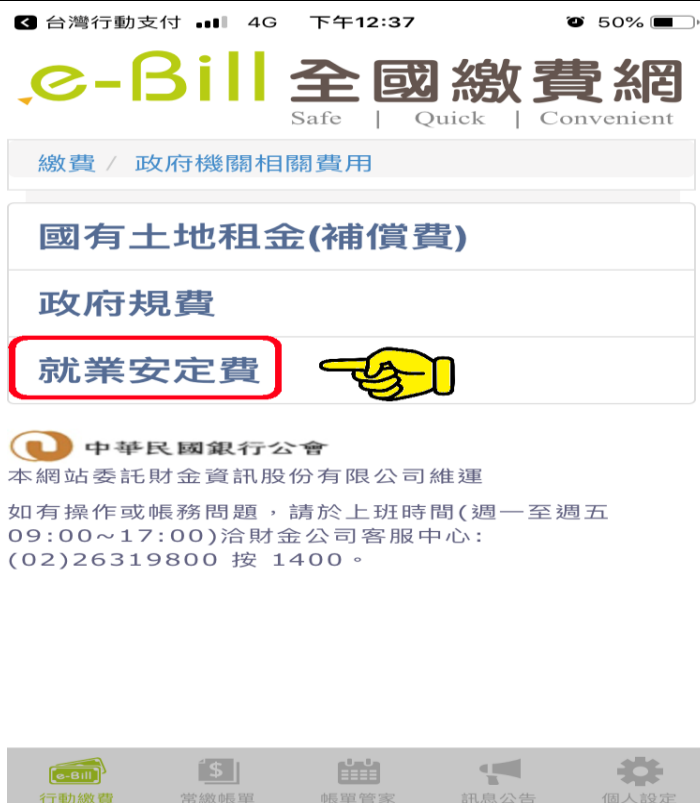 台灣行動支付 4G 下午12:37 50%
e-Bill 全國繳費網
Safe | Quick | Convenient
繳費 / 政府機關相關費用
國有土地租金(補償費)
政府規費
就業安定費
中華民國銀行公會
本網站委託財金資訊股份有限公司維運
如有操作或帳務問題，請於上班時間(週一至週五
09:00~17:00)洽財金公司客服中心:
(02)26319800 按 1400。
e-Bill $
行動繳費 常繳帳單 帳單管家 訊息公告 個人設定